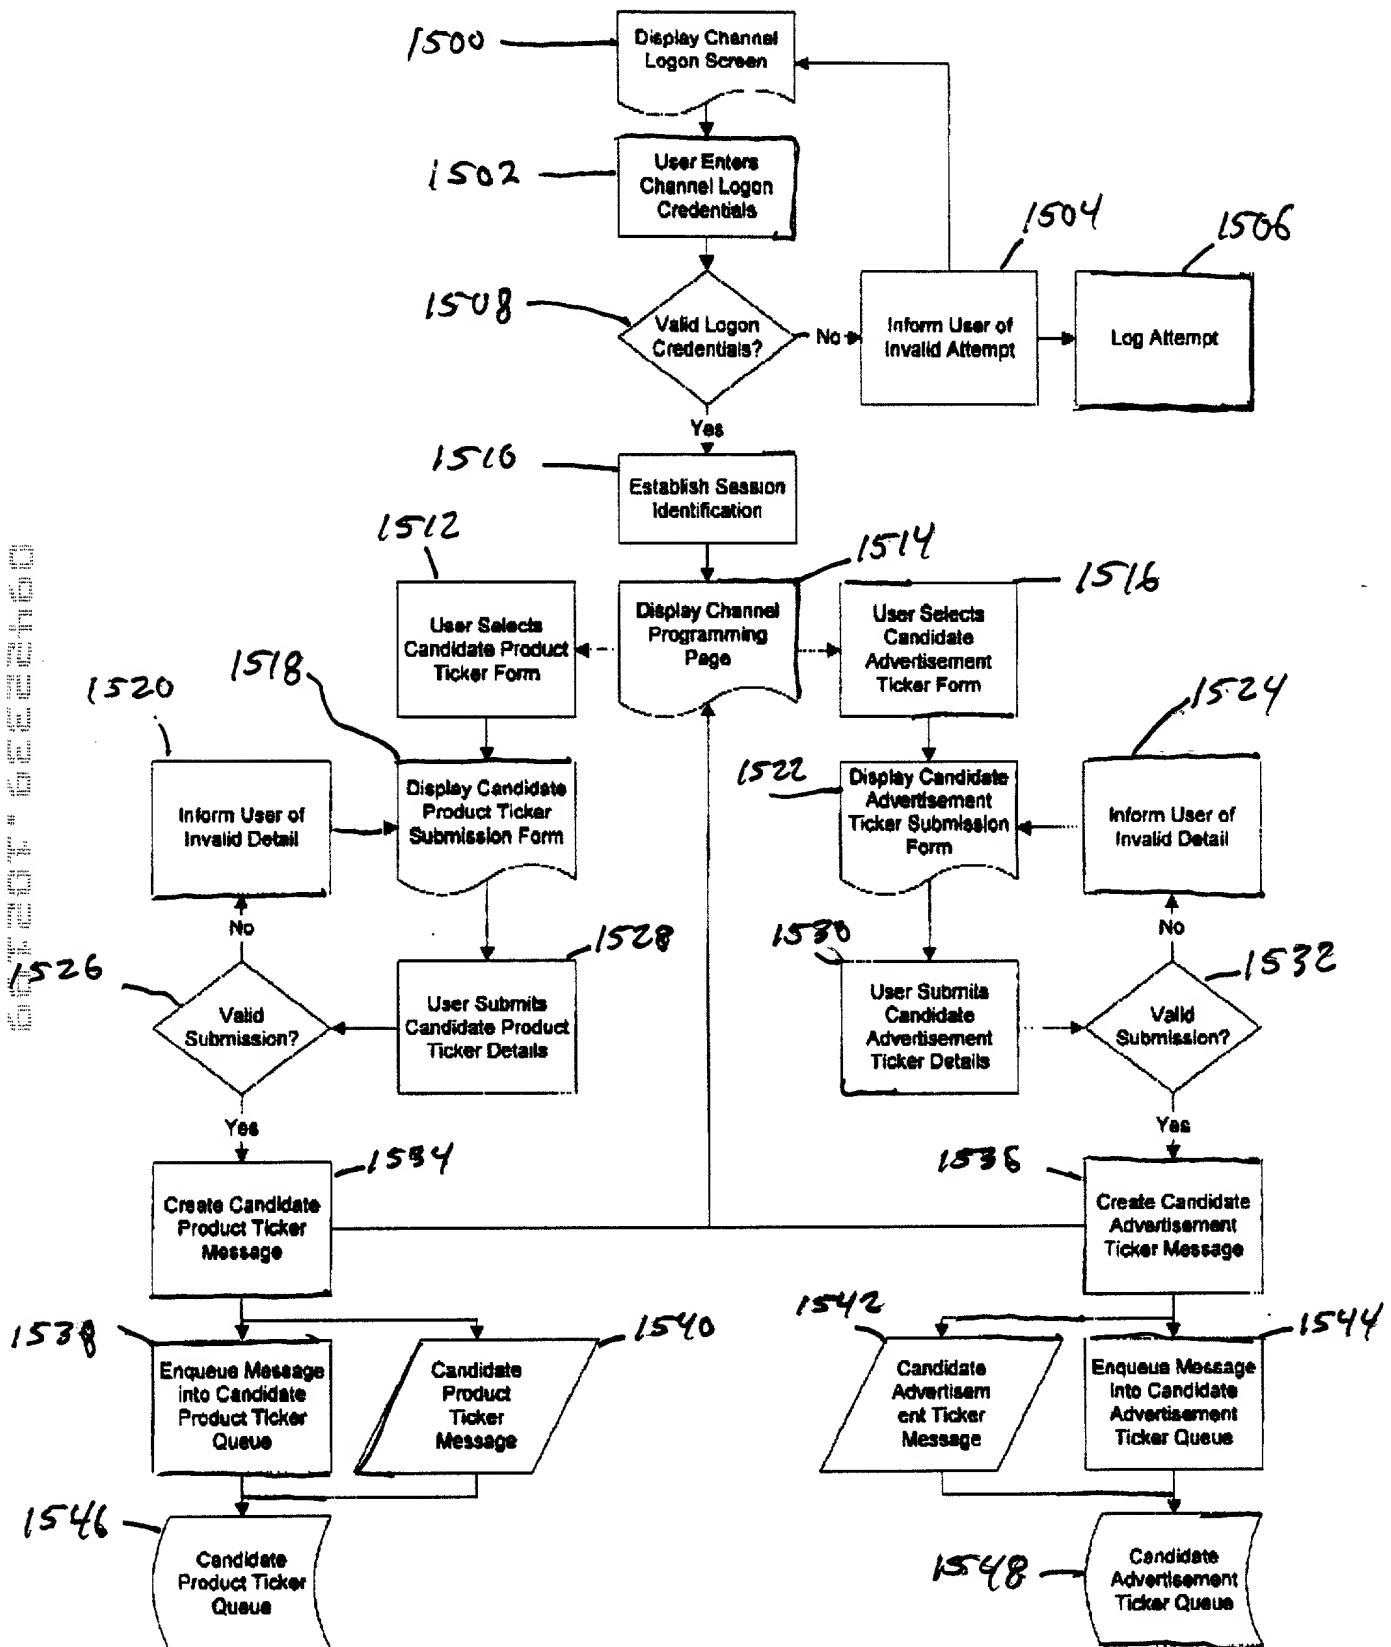 1500
Display Channel
Logon Screen
1502
User Enters
Channel Logon
Credentials
1504
1506
1508
Valid Logon
Credentials?
No
Inform User of
Invalid Attempt
Log Attempt
Yes
1510
Establish Session
Identification
1512
1514
1516
User Selects
Candidate Product
Ticker Form
Display Channel
Programming
Page
User Selects
Candidate
Advertisement
Ticker Form
1518
1520
1524
1522
Inform User of
Invalid Detail
Display Candidate
Product Ticker
Submission Form
Display Candidate
Advertisement
Ticker Submission
Form
Inform User of
Invalid Detail
No
No
1526
1528
1530
1532
Valid
Submission?
User Submits
Candidate Product
Ticker Details
User Submits
Candidate
Advertisement
Ticker Details
Valid
Submission?
Yes
Yes
1534
1536
Create Candidate
Product Ticker
Message
Create Candidate
Advertisement
Ticker Message
1538
1540
1542
1544
Enqueue Message
into Candidate
Product Ticker
Queue
Candidate
Product
Ticker
Message
Candidate
Advertisem
ent Ticker
Message
Enqueue Message
into Candidate
Advertisement
Ticker Queue
1546
Candidate
Product Ticker
Queue
1548
Candidate
Advertisement
Ticker Queue